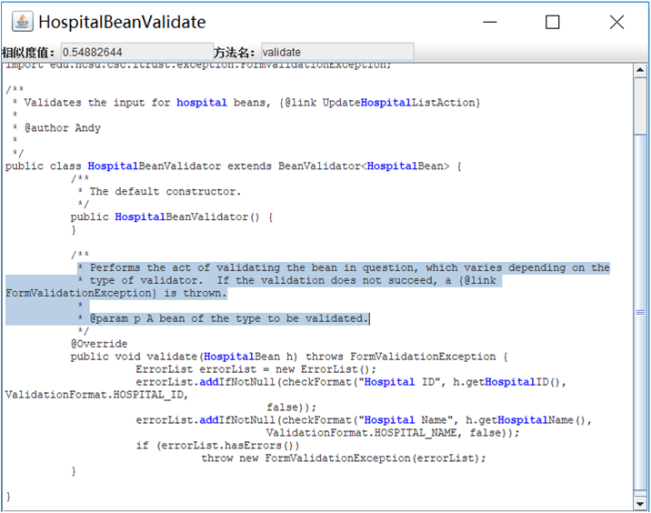 HospitalBeanValidate
相似度值： 0.54882644 方法名： validate
import edu.ncsu.csc.itrust.exception.FormValidationException;
/**
* Validates the input for hospital beans, {@link UpdateHospitalListAction}
*
* @author Andy
*
*/
public class HospitalBeanValidator extends BeanValidator<HospitalBean> {
/**
* The default constructor.
*/
public HospitalBeanValidator() {
}
/**
* Performs the act of validating the bean in question, which varies depending on the
* type of validator.  If the validation does not succeed, a {@link
FormValidationException} is thrown.
*
* @param p A bean of the type to be validated.
*/
@Override
public void validate(HospitalBean h) throws FormValidationException {
ErrorList errorList = new ErrorList();
errorList.addIfNotNull(checkFormat("Hospital ID", h.getHospitalID(),
ValidationFormat.HOSPITAL_ID,
false));
errorList.addIfNotNull(checkFormat("Hospital Name", h.getHospitalName(),
ValidationFormat.HOSPITAL_NAME, false));
if (errorList.hasErrors())
throw new FormValidationException(errorList);
}
}